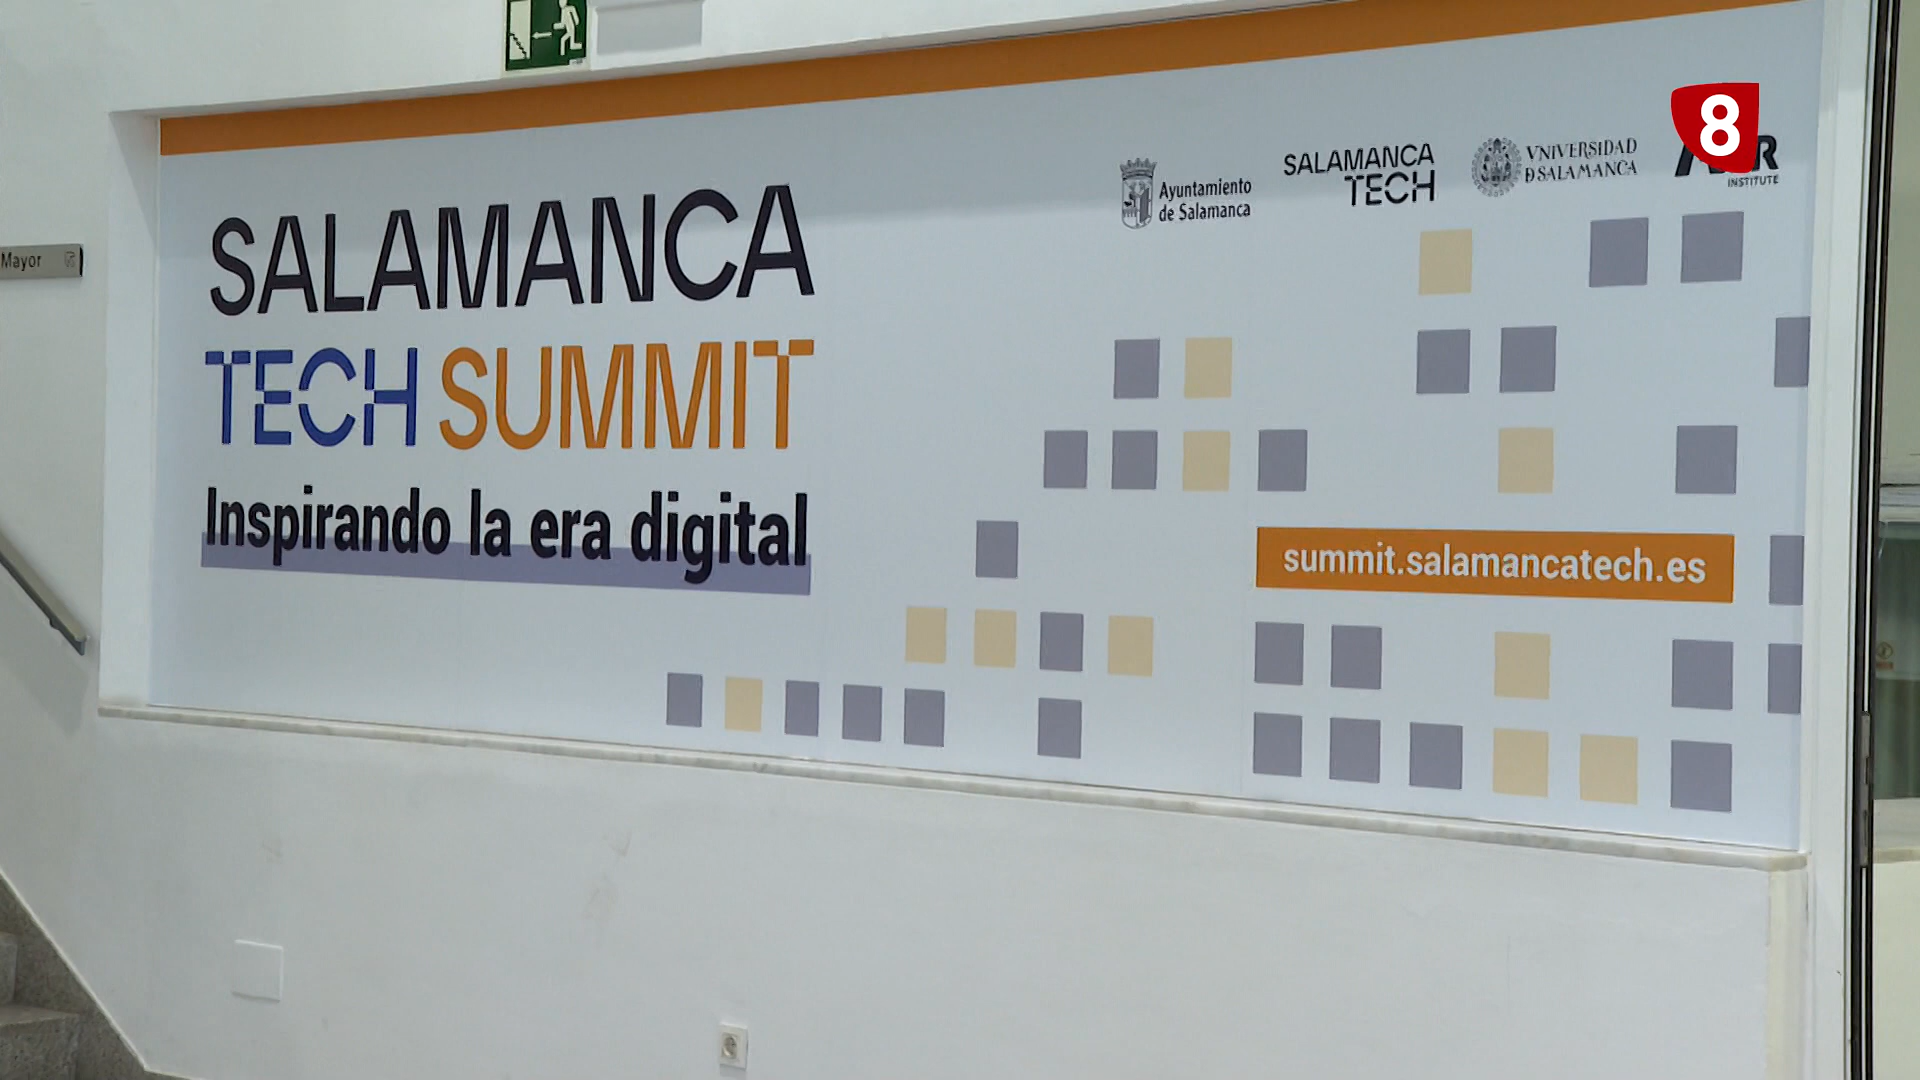 Mayor
SALAMANCA
TECH SUMMIT
Inspirando la era digital
Ayuntamiento
de Salamanca
SALAMANCA
TECH
VNIVERSIDAD
D SALAMANCA
INSTITUTE
8
summit.salamancatech.es